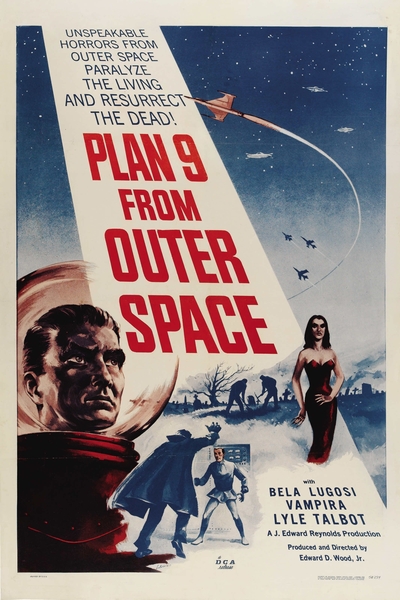 UNSPEAKABLE
HORRORS FROM
OUTER SPACE
PARALYZE
THE LIVING
AND RESURRECT
THE DEAD!
PLAN 9
FROM
OUTER
SPACE
with
BELA LUGOSI
VAMPIRA
LYLE TALBOT
A J. Edward Reynolds Production
Produced and Directed by
Edward D. Wood, Jr.
a
DCA
release